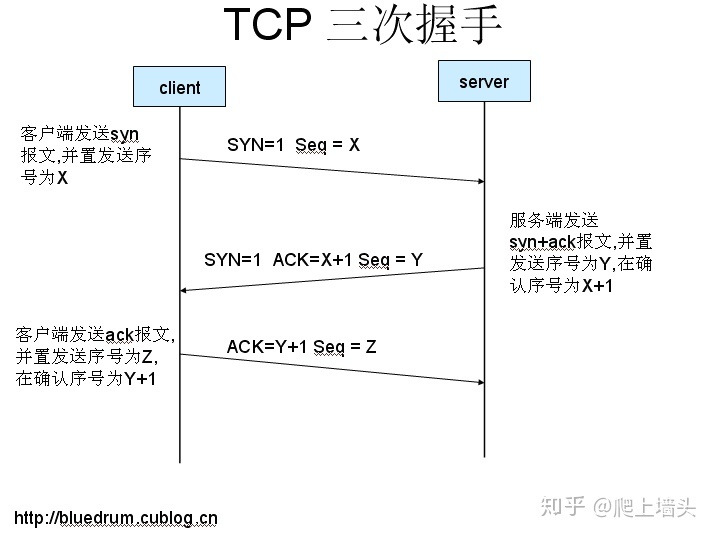 TCP 三次握手
client
server
客户端发送syn
报文,并置发送序
号为X
SYN=1 Seq = X
服务端发送
syn+ack报文,并置
发送序号为Y,在确
认序号为X+1
SYN=1 ACK=X+1 Seq = Y
客户端发送ack报文,
并置发送序号为Z,
在确认序号为Y+1
ACK=Y+1 Seq = Z
http://bluedrum.cublog.cn
知乎 @爬上墙头